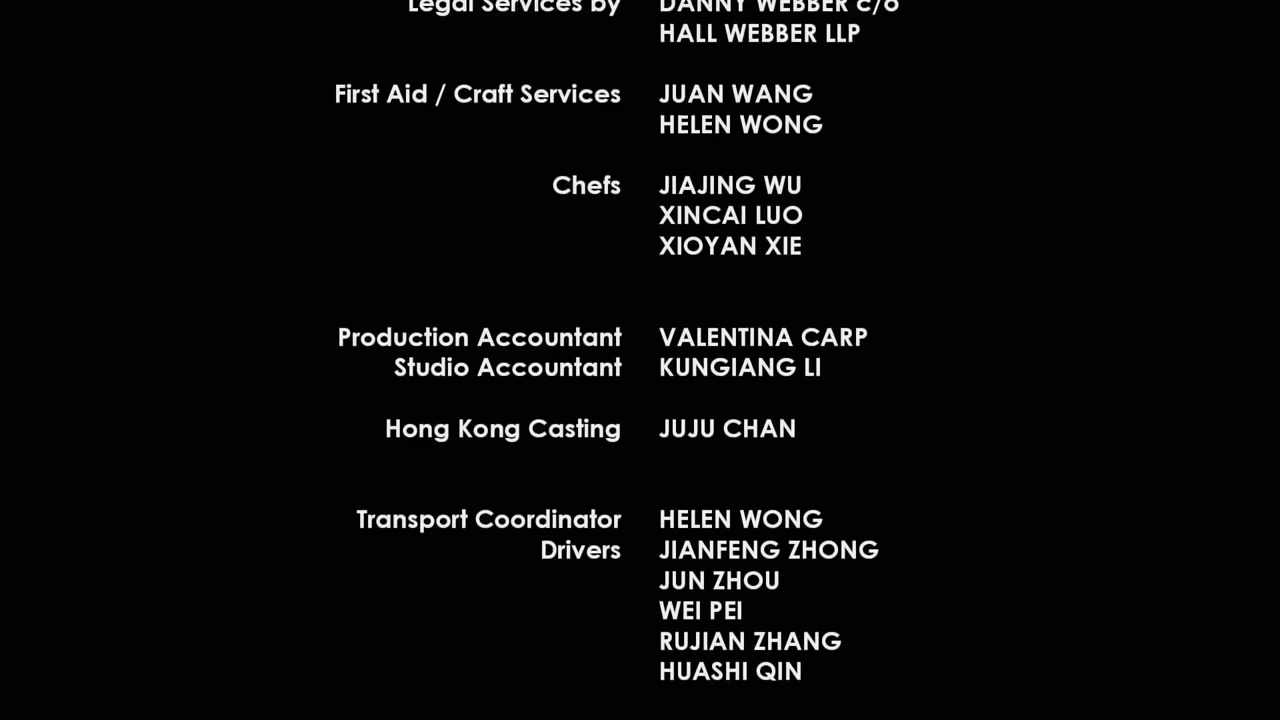 Legal Services by DANNY WEBBER c/o
HALL WEBBER LLP
First Aid / Craft Services JUAN WANG
HELEN WONG
Chefs JIAJING WU
XINCAI LUO
XIOYAN XIE
Production Accountant VALENTINA CARP
Studio Accountant KUNGIANG LI
Hong Kong Casting JUJU CHAN
Transport Coordinator HELEN WONG
Drivers JIANFENG ZHONG
JUN ZHOU
WEI PEI
RUJIAN ZHANG
HUASHI QIN